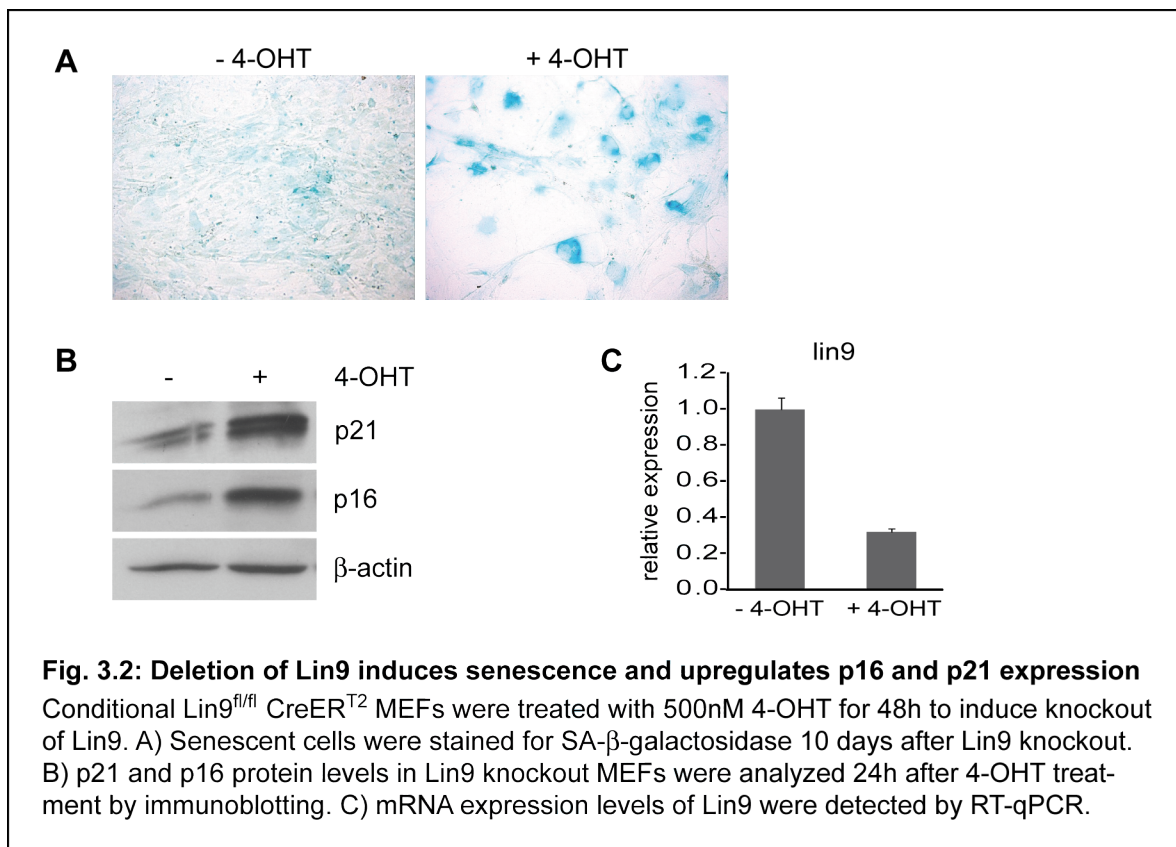 A
- 4-OHT
+ 4-OHT
B
- + 4-OHT
p21
p16
β-actin
C
lin9
relative expression
1.2
1.0
0.8
0.6
0.4
0.2
0.0
- 4-OHT + 4-OHT
Fig. 3.2: Deletion of Lin9 induces senescence and upregulates p16 and p21 expression
Conditional Lin9fl/fl CreERT2 MEFs were treated with 500nM 4-OHT for 48h to induce knockout
of Lin9. A) Senescent cells were stained for SA-β-galactosidase 10 days after Lin9 knockout.
B) p21 and p16 protein levels in Lin9 knockout MEFs were analyzed 24h after 4-OHT treat-
ment by immunoblotting. C) mRNA expression levels of Lin9 were detected by RT-qPCR.